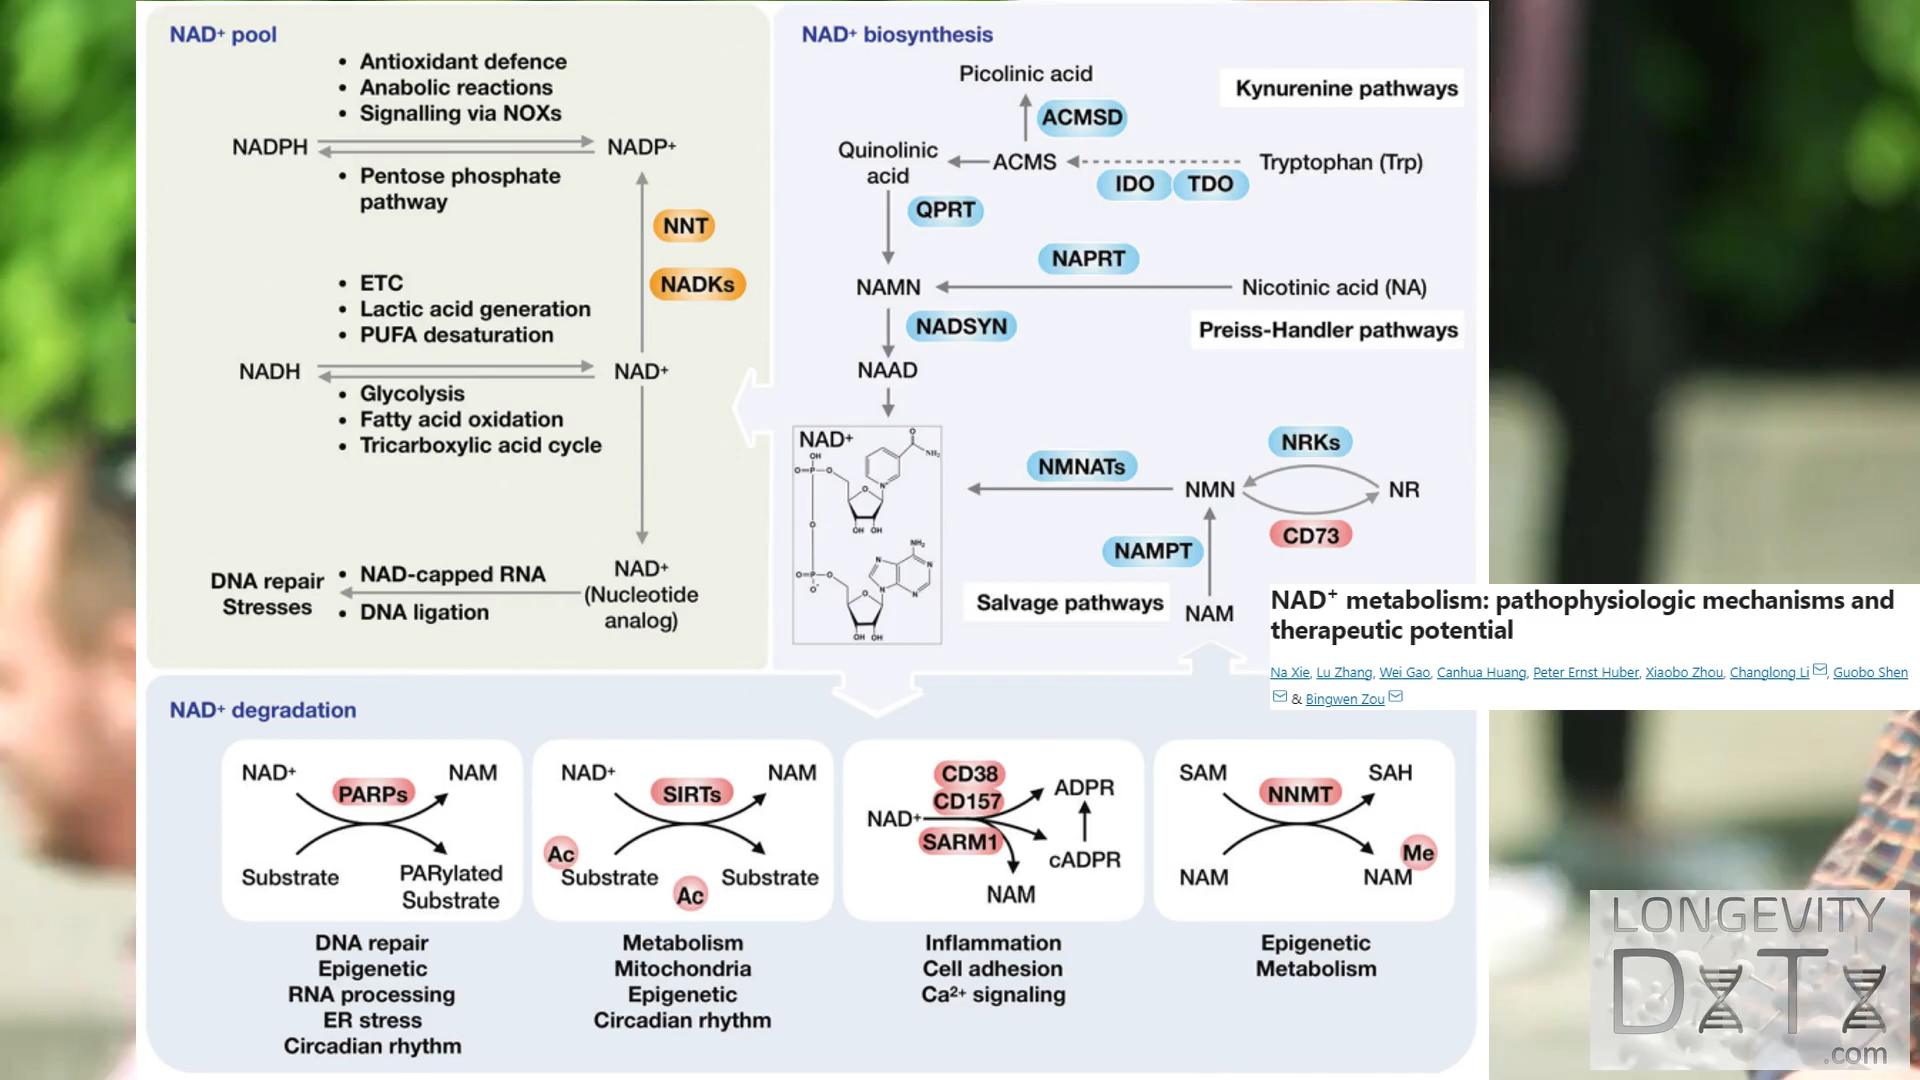 NAD⁺ pool
• Antioxidant defence
• Anabolic reactions
• Signalling via NOXs
NADPH
NADP⁺
• Pentose phosphate
pathway
NNT
NADKs
• ETC
• Lactic acid generation
• PUFA desaturation
NADH
NAD⁺
• Glycolysis
• Fatty acid oxidation
• Tricarboxylic acid cycle
DNA repair
Stresses
• NAD-capped RNA
• DNA ligation
NAD⁺
(Nucleotide
analog)
NAD⁺ biosynthesis
Picolinic acid
Kynurenine pathways
ACMSD
Quinolinic
acid
ACMS
Tryptophan (Trp)
IDO
TDO
QPRT
NAPRT
NAMN
Nicotinic acid (NA)
NADSYN
Preiss-Handler pathways
NAAD
NAD⁺
OH
O
NH₂
O
P
O
O
N⁺
OH
OH
O
NH₂
N
N
N
N
O
P
O
O⁻
O
OH
OH
NRKs
NMNATs
NMN
NR
CD73
NAMPT
Salvage pathways
NAM
NAD⁺ metabolism: pathophysiologic mechanisms and
therapeutic potential
Na Xie, Lu Zhang, Wei Gao, Canhua Huang, Peter Ernst Huber, Xiaobo Zhou, Changlong Li, Guobo Shen
& Bingwen Zou
NAD⁺ degradation
NAD⁺
NAM
PARPs
Substrate
PARylated
Substrate
DNA repair
Epigenetic
RNA processing
ER stress
Circadian rhythm
NAD⁺
NAM
SIRTs
Ac
Substrate
Ac
Substrate
Metabolism
Mitochondria
Epigenetic
Circadian rhythm
CD38
CD157
SARM1
NAD⁺
ADPR
cADPR
NAM
Inflammation
Cell adhesion
Ca²⁺ signaling
SAM
SAH
NNMT
NAM
NAM
Me
Epigenetic
Metabolism
LONGEVITY
DATA
.com